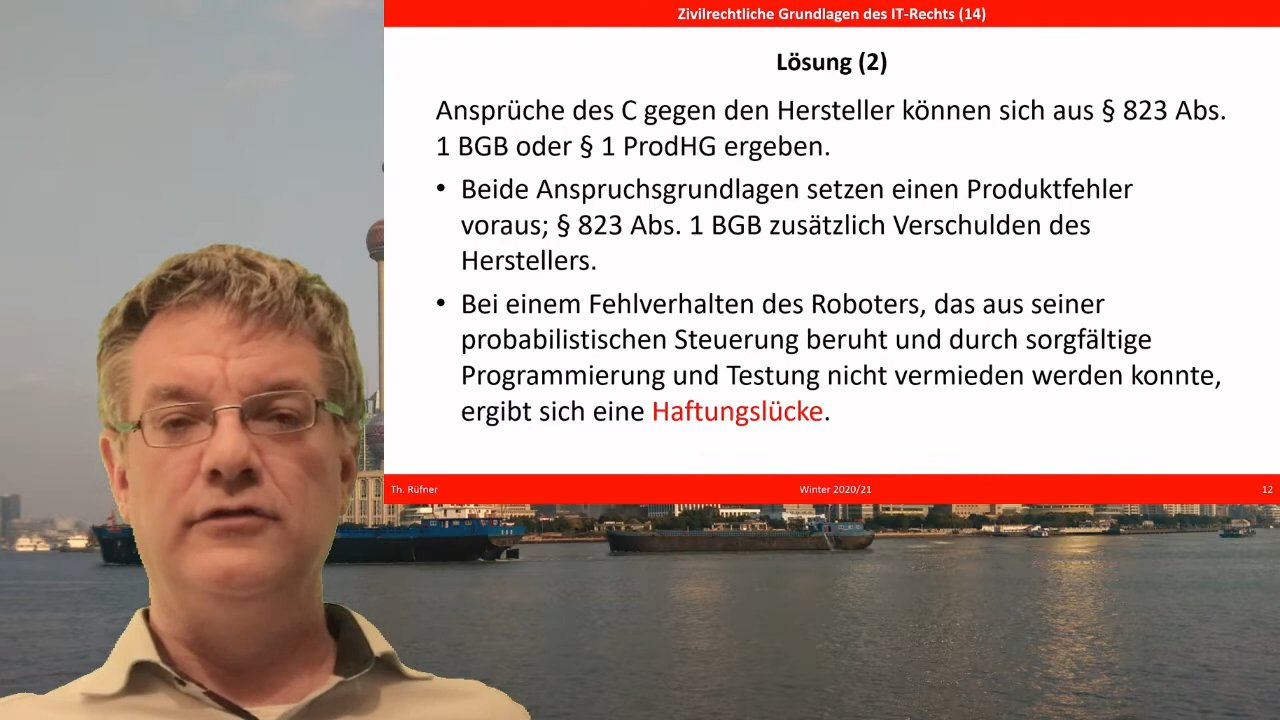 Zivilrechtliche Grundlagen des IT-Rechts (14)
Lösung (2)
Ansprüche des C gegen den Hersteller können sich aus § 823 Abs.
1 BGB oder § 1 ProdHG ergeben.
• Beide Anspruchsgrundlagen setzen einen Produktfehler
voraus; § 823 Abs. 1 BGB zusätzlich Verschulden des
Herstellers.
• Bei einem Fehlverhalten des Roboters, das aus seiner
probabilistischen Steuerung beruht und durch sorgfältige
Programmierung und Testung nicht vermieden werden konnte,
ergibt sich eine Haftungslücke.
Th. Rüfner
Winter 2020/21
12